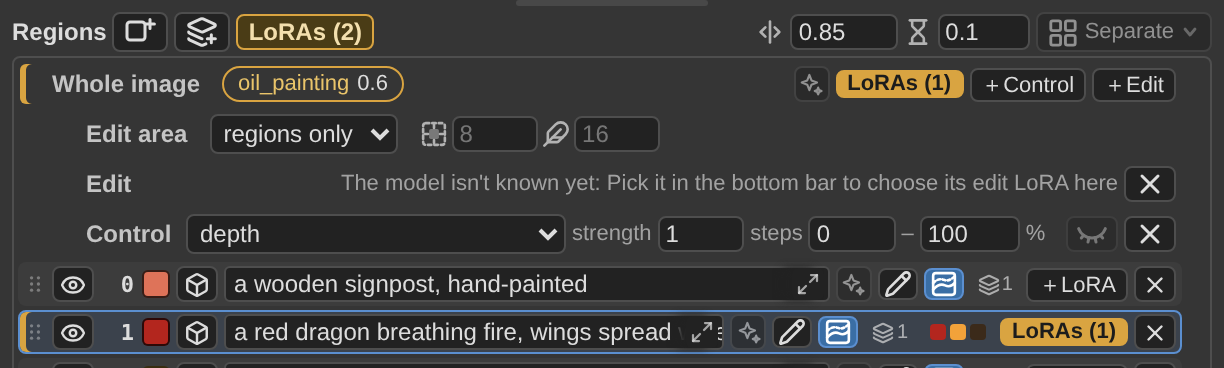 Regions LoRAs (2) 0.85 0.1 Separate
Whole image oil_painting 0.6 LoRAs (1) + Control + Edit
Edit area regions only 8 16
Edit The model isn't known yet: Pick it in the bottom bar to choose its edit LoRA here
Control depth strength 1 steps 0 – 100 %
0 a wooden signpost, hand-painted 1 + LoRA
1 a red dragon breathing fire, wings spread 1 LoRAs (1)